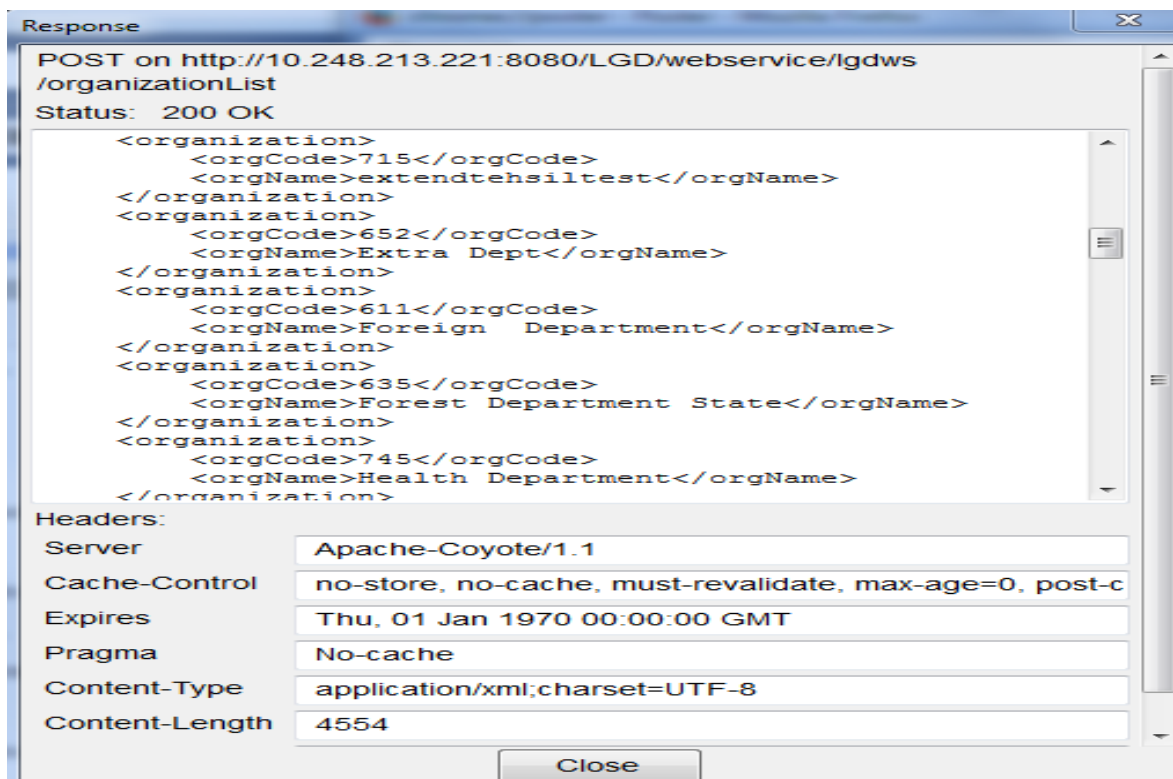 Response
POST on http://10.248.213.221:8080/LGD/webservice/lgdws
/organizationList
Status: 200 OK
<organization>
<orgCode>715</orgCode>
<orgName>extendtehsiltest</orgName>
</organization>
<organization>
<orgCode>652</orgCode>
<orgName>Extra Dept</orgName>
</organization>
<organization>
<orgCode>611</orgCode>
<orgName>Foreign  Department</orgName>
</organization>
<organization>
<orgCode>635</orgCode>
<orgName>Forest Department State</orgName>
</organization>
<organization>
<orgCode>745</orgCode>
<orgName>Health Department</orgName>
</organization>
Headers:
Server Apache-Coyote/1.1
Cache-Control no-store, no-cache, must-revalidate, max-age=0, post-c
Expires Thu, 01 Jan 1970 00:00:00 GMT
Pragma No-cache
Content-Type application/xml;charset=UTF-8
Content-Length 4554
Close